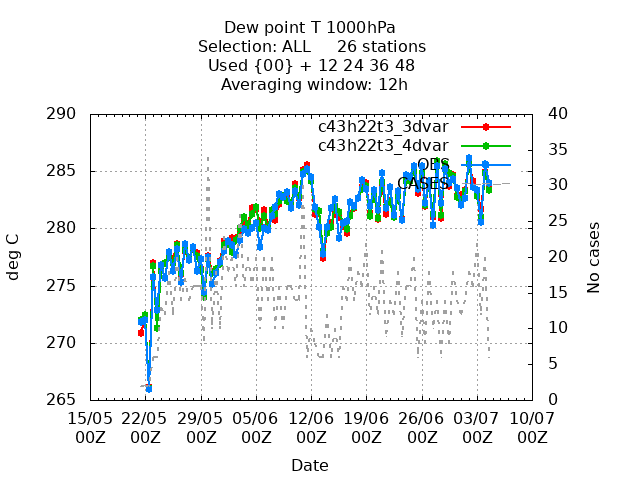 Dew point T 1000hPa
Selection: ALL     26 stations
Used {00} + 12 24 36 48
Averaging window: 12h
290
285
280
275
270
265
deg C
40
35
30
25
20
15
10
5
0
No cases
c43h22t3_3dvar
c43h22t3_4dvar
OBS
CASES
15/05 22/05 29/05 05/06 12/06 19/06 26/06 03/07 10/07
00Z 00Z 00Z 00Z 00Z 00Z 00Z 00Z 00Z
Date